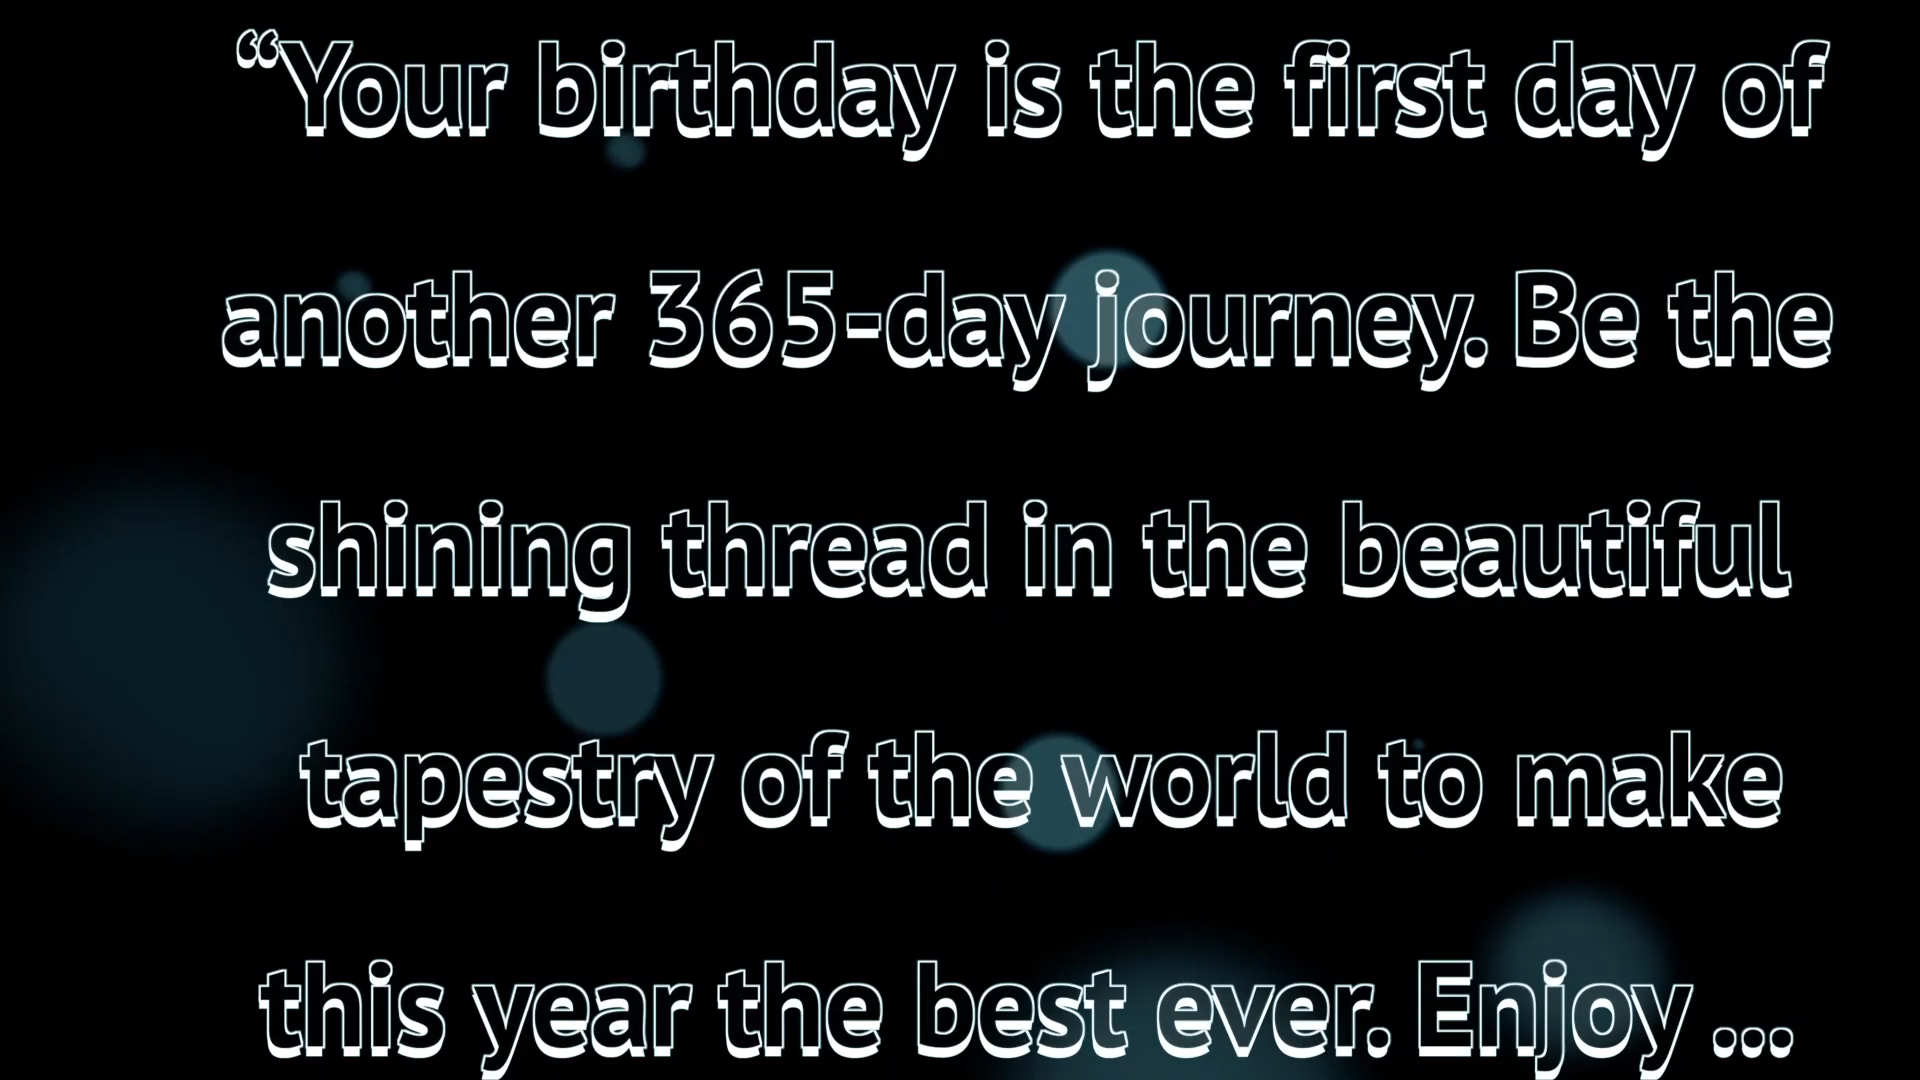 “Your birthday is the first day of
another 365-day journey. Be the
shining thread in the beautiful
tapestry of the world to make
this year the best ever. Enjoy ...